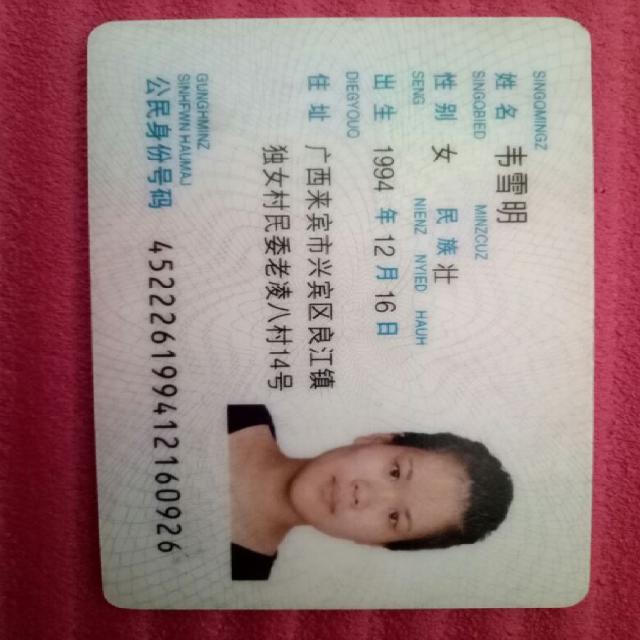 SINGQMINGZ
姓名 韦雪明
SINGQBIED MINZCUZ
性别 女 民族 壮
SENG NIENZ NYIED HAUH
出生 1994 年 12 月 16 日
DIEGYOUQ
住址 广西来宾市兴宾区良江镇
独女村民委老凌八村14号
GUNGHMINZ
SINHFWN HAUMAJ
公民身份号码 452226199412160926